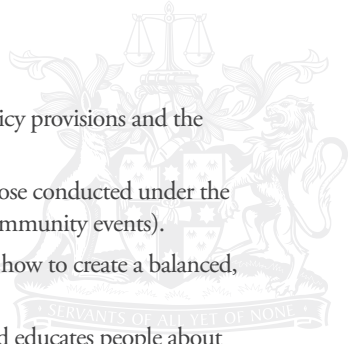 icy provisions and the
ose conducted under the
mmunity events).
how to create a balanced,
SERVANTS OF ALL YET OF NONE
d educates people about